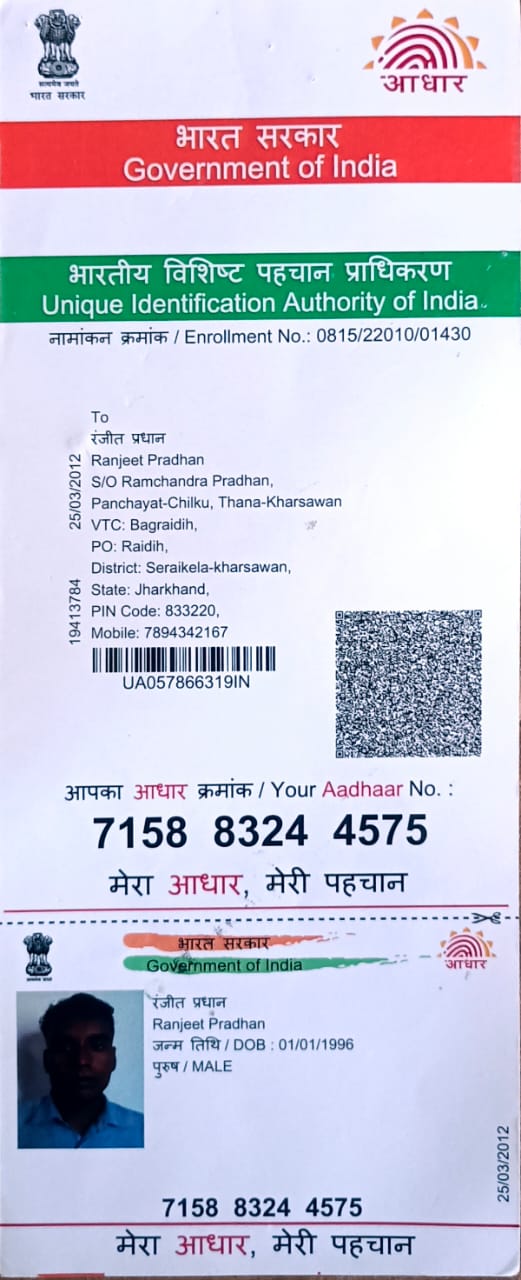 सत्यमेव जयते
भारत सरकार
आधार
भारत सरकार
Government of India
भारतीय विशिष्ट पहचान प्राधिकरण
Unique Identification Authority of India
नामांकन क्रमांक / Enrollment No.: 0815/22010/01430
To
रंजीत प्रधान
Ranjeet Pradhan
S/O Ramchandra Pradhan,
Panchayat-Chilku, Thana-Kharsawan
VTC: Bagraidih,
PO: Raidih,
District: Seraikela-kharsawan,
State: Jharkhand,
PIN Code: 833220,
Mobile: 7894342167
19413784 25/03/2012
UA057866319IN
आपका आधार क्रमांक / Your Aadhaar No. :
7158 8324 4575
मेरा आधार, मेरी पहचान
भारत सरकार
Government of India
आधार
रंजीत प्रधान
Ranjeet Pradhan
जन्म तिथि / DOB : 01/01/1996
पुरुष / MALE
25/03/2012
7158 8324 4575
मेरा आधार, मेरी पहचान